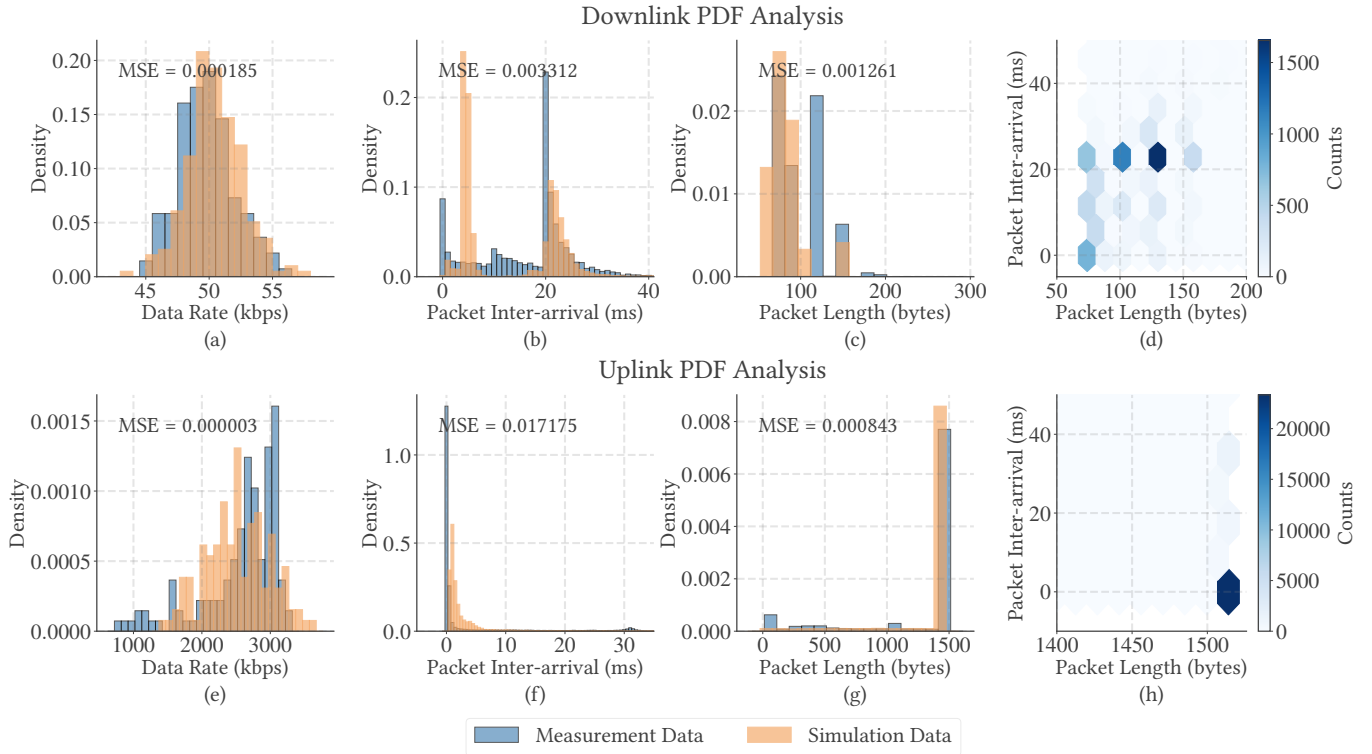 Downlink PDF Analysis
MSE = 0.000185
Density
0.20
0.15
0.10
0.05
0.00
45
50
55
Data Rate (kbps)
(a)
MSE = 0.003312
Density
0.2
0.1
0.0
0
20
40
Packet Inter-arrival (ms)
(b)
MSE = 0.001261
Density
0.02
0.01
0.00
100
200
300
Packet Length (bytes)
(c)
Packet Inter-arrival (ms)
40
20
0
50
100
150
200
Packet Length (bytes)
(d)
1500
1000
500
0
Counts
Uplink PDF Analysis
MSE = 0.000003
Density
0.0015
0.0010
0.0005
0.0000
1000
2000
3000
Data Rate (kbps)
(e)
MSE = 0.017175
Density
1.0
0.5
0.0
0
10
20
30
Packet Inter-arrival (ms)
(f)
MSE = 0.000843
Density
0.008
0.006
0.004
0.002
0.000
0
500
1000
1500
Packet Length (bytes)
(g)
Packet Inter-arrival (ms)
40
20
0
1400
1450
1500
Packet Length (bytes)
(h)
20000
15000
10000
5000
0
Counts
Measurement Data
Simulation Data